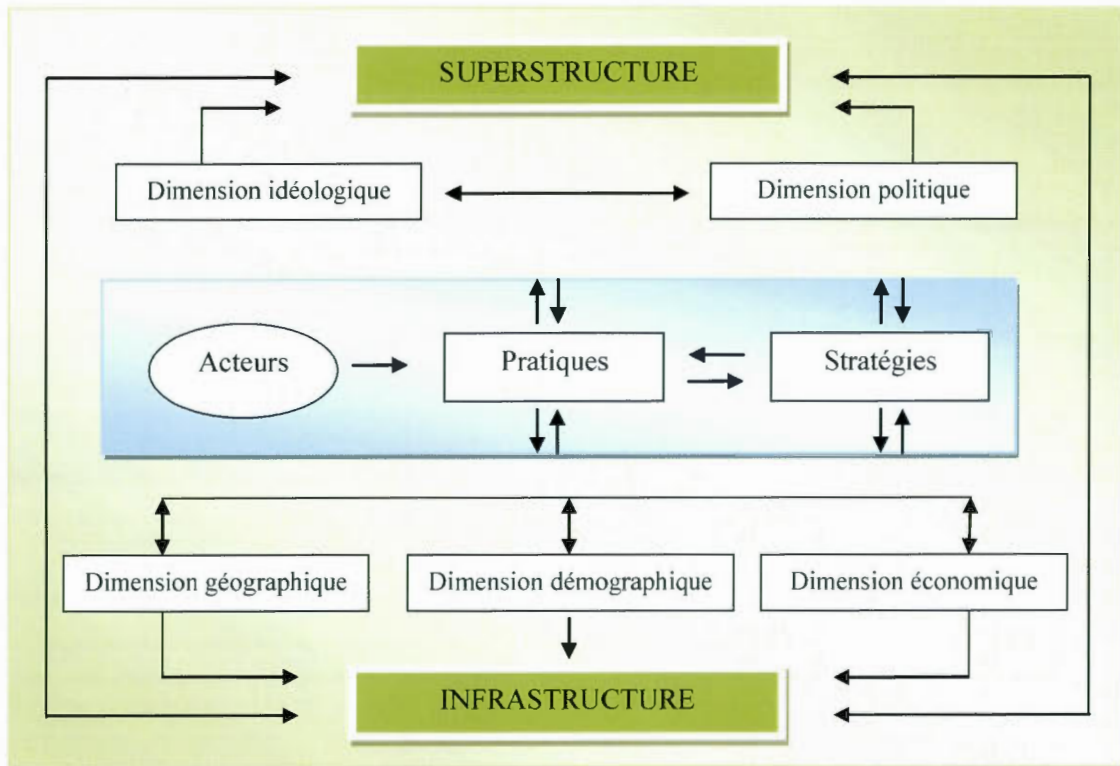 SUPERSTRUCTURE
Dimension idéologique
Dimension politique
Acteurs
Pratiques
Stratégies
Dimension géographique
Dimension démographique
Dimension économique
INFRASTRUCTURE